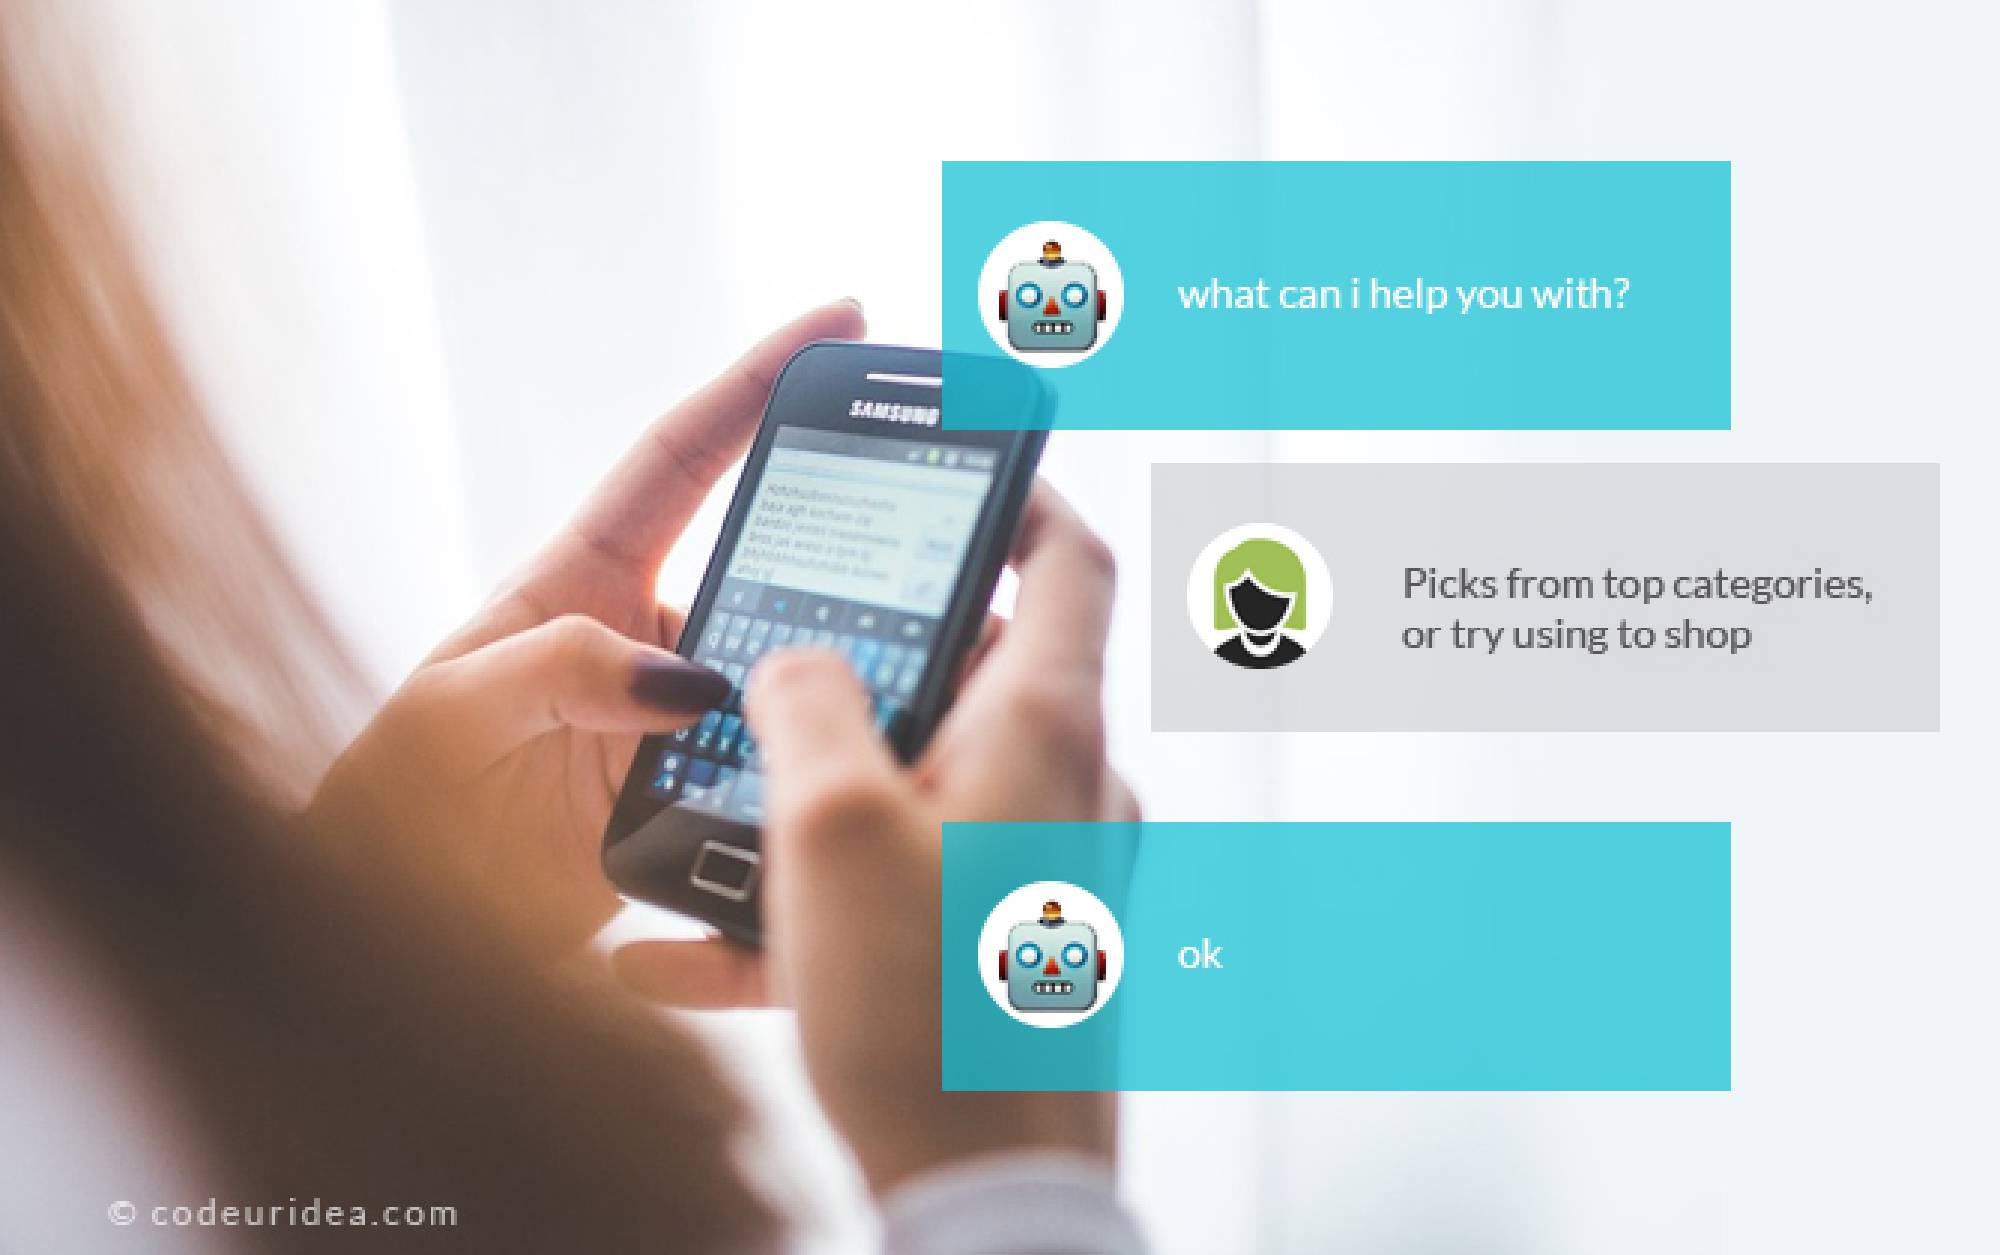 what can i help you with?
SAMSUNG
Picks from top categories,
or try using to shop
ok
© codeuridea.com